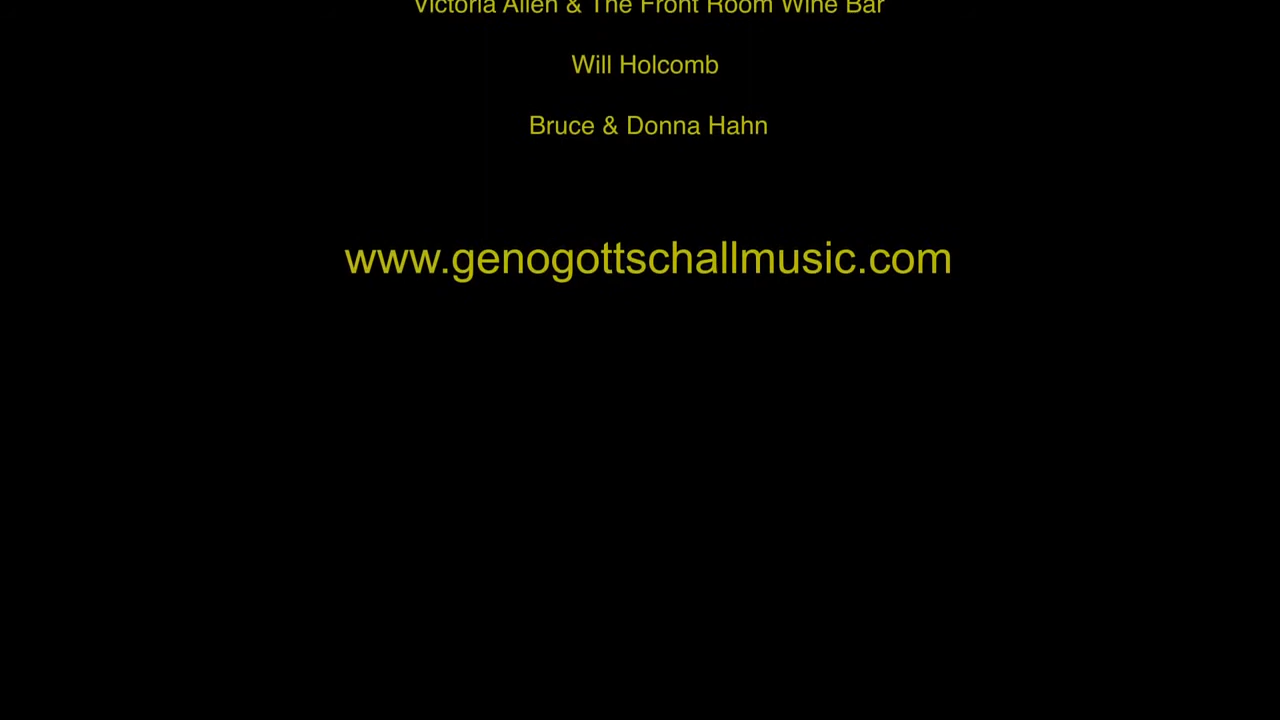 Victoria Allen & The Front Room Wine Bar
Will Holcomb
Bruce & Donna Hahn
www.genogottschallmusic.com